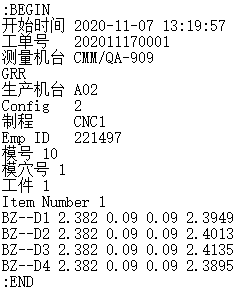 :BEGIN
开始时间 2020-11-07 13:19:57
工单号 202011170001
测量机台 CMM/QA-909
GRR
生产机台 A02
Config 2
制程 CNC1
Emp ID 221497
模号 10
模穴号 1
工件 1
Item Number 1
BZ--D1 2.382 0.09 0.09 2.3949
BZ--D2 2.382 0.09 0.09 2.4013
BZ--D3 2.382 0.09 0.09 2.4135
BZ--D4 2.382 0.09 0.09 2.3895
:END